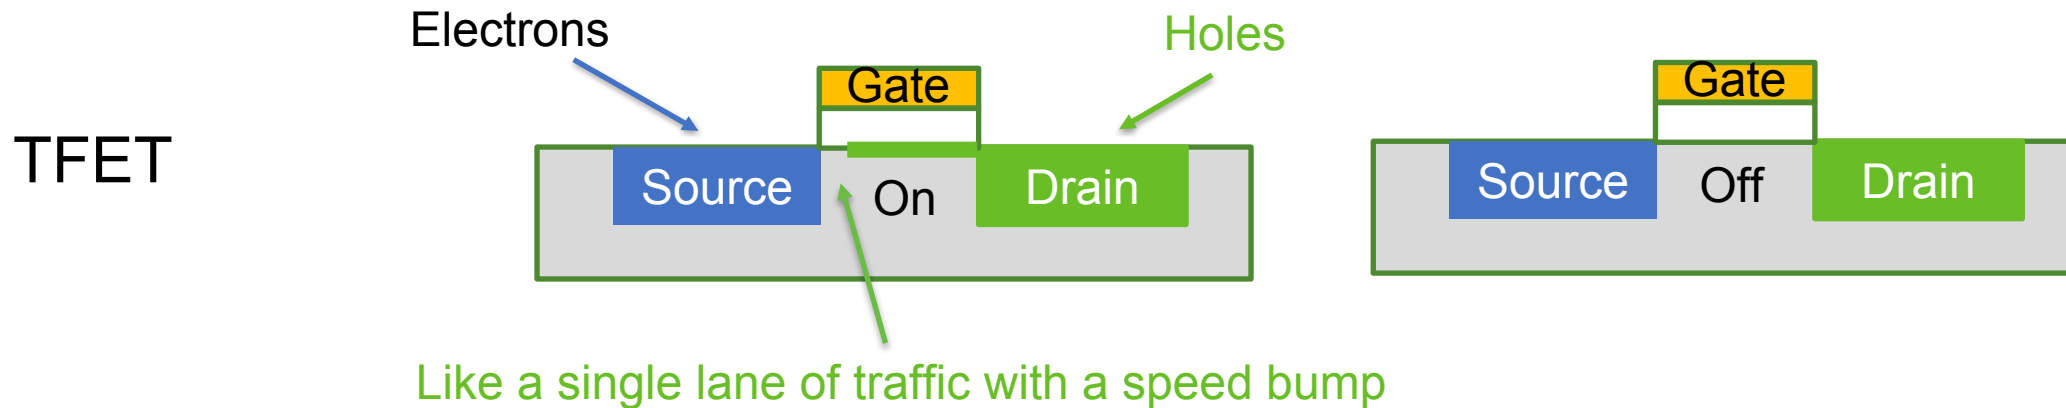 Electrons
Holes
Gate
Gate
TFET
Source
On
Drain
Source
Off
Drain
Like a single lane of traffic with a speed bump